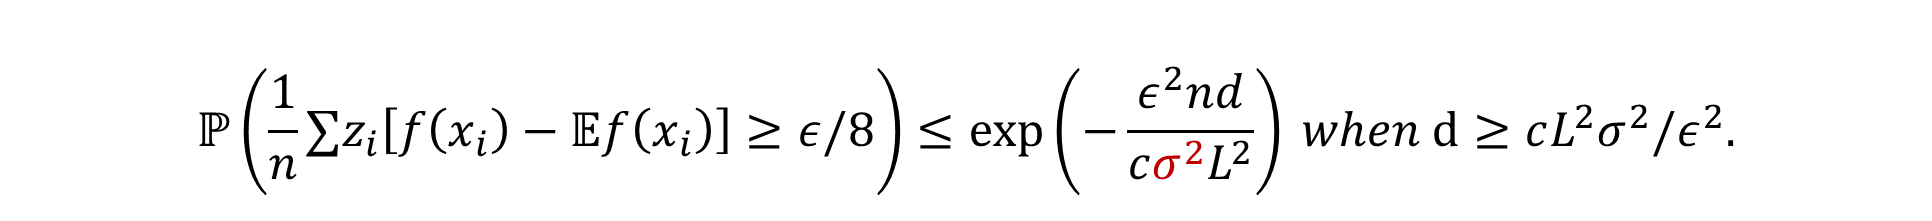 ℙ(1/n ∑z_i[f(x_i) − 𝔼f(x_i)] ≥ ϵ/8) ≤ exp(−ϵ²nd/cσ²L²) when d ≥ cL²σ²/ϵ².